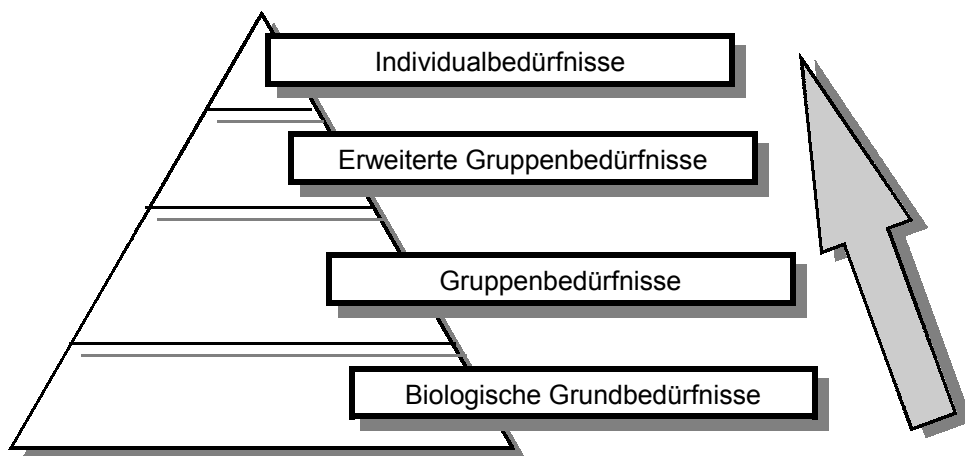 Individualbedürfnisse
Erweiterte Gruppenbedürfnisse
Gruppenbedürfnisse
Biologische Grundbedürfnisse